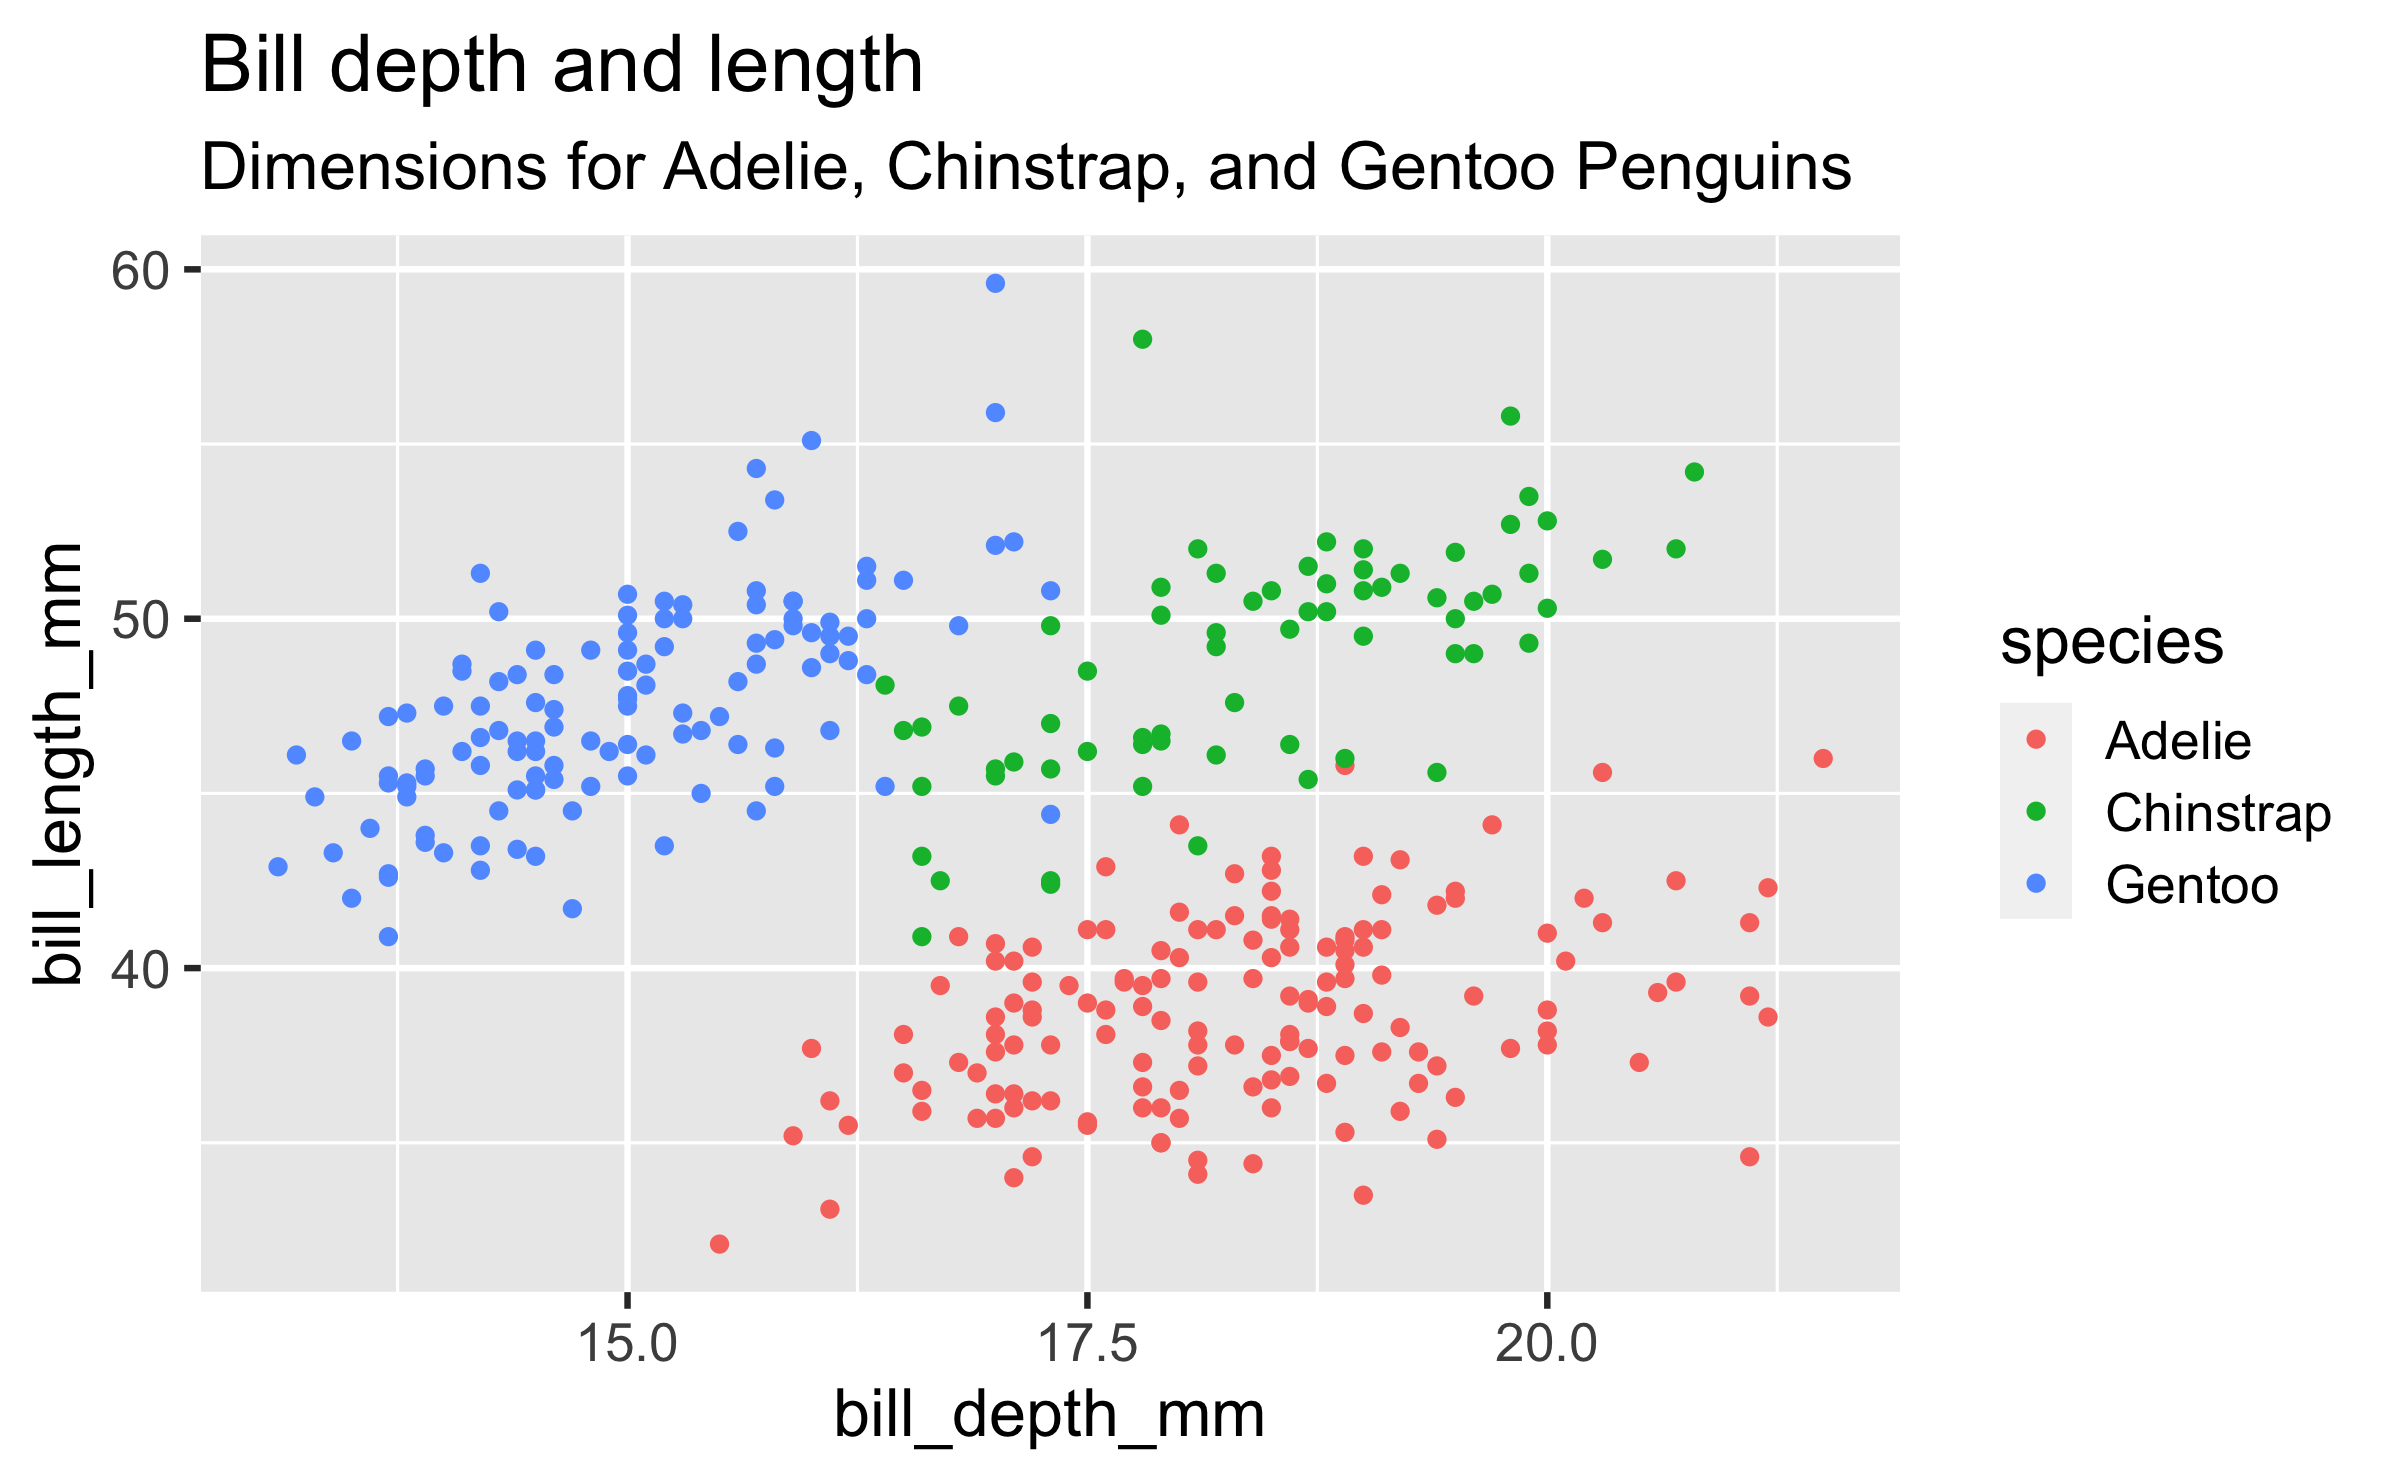 Bill depth and length
Dimensions for Adelie, Chinstrap, and Gentoo Penguins
60
50
40
bill_length_mm
15.0 17.5 20.0
bill_depth_mm
species
Adelie
Chinstrap
Gentoo